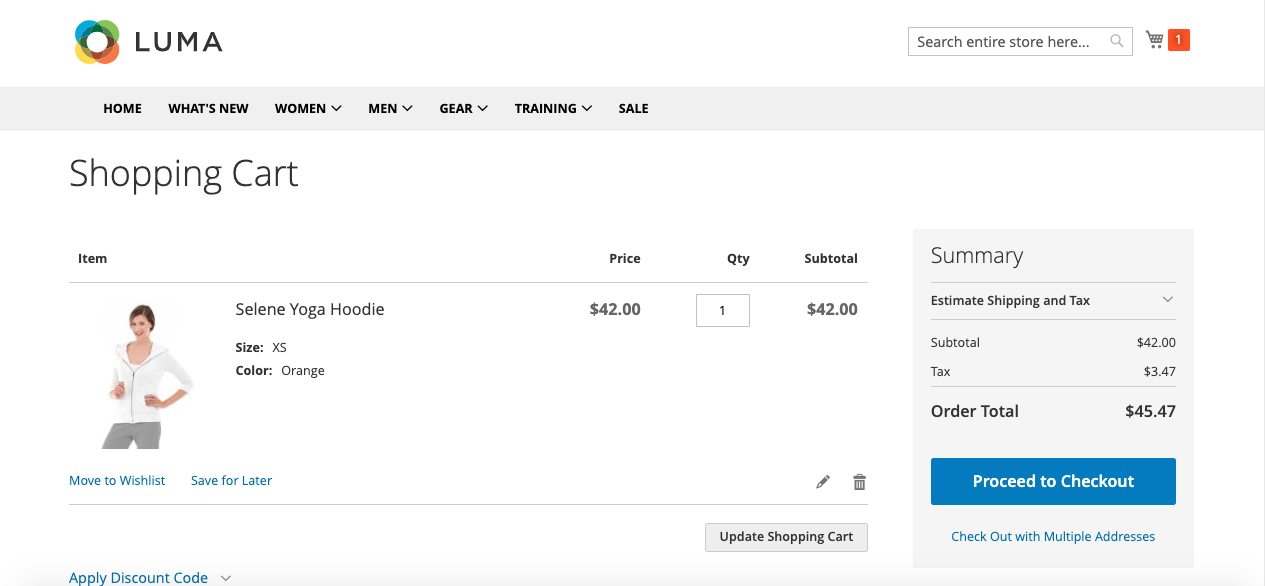 LUMA
Search entire store here...
1
HOME WHAT'S NEW WOMEN MEN GEAR TRAINING SALE
Shopping Cart
Item Price Qty Subtotal
Selene Yoga Hoodie $42.00 1 $42.00
Size: XS
Color: Orange
Move to Wishlist Save for Later
Update Shopping Cart
Apply Discount Code
Summary
Estimate Shipping and Tax
Subtotal $42.00
Tax $3.47
Order Total $45.47
Proceed to Checkout
Check Out with Multiple Addresses